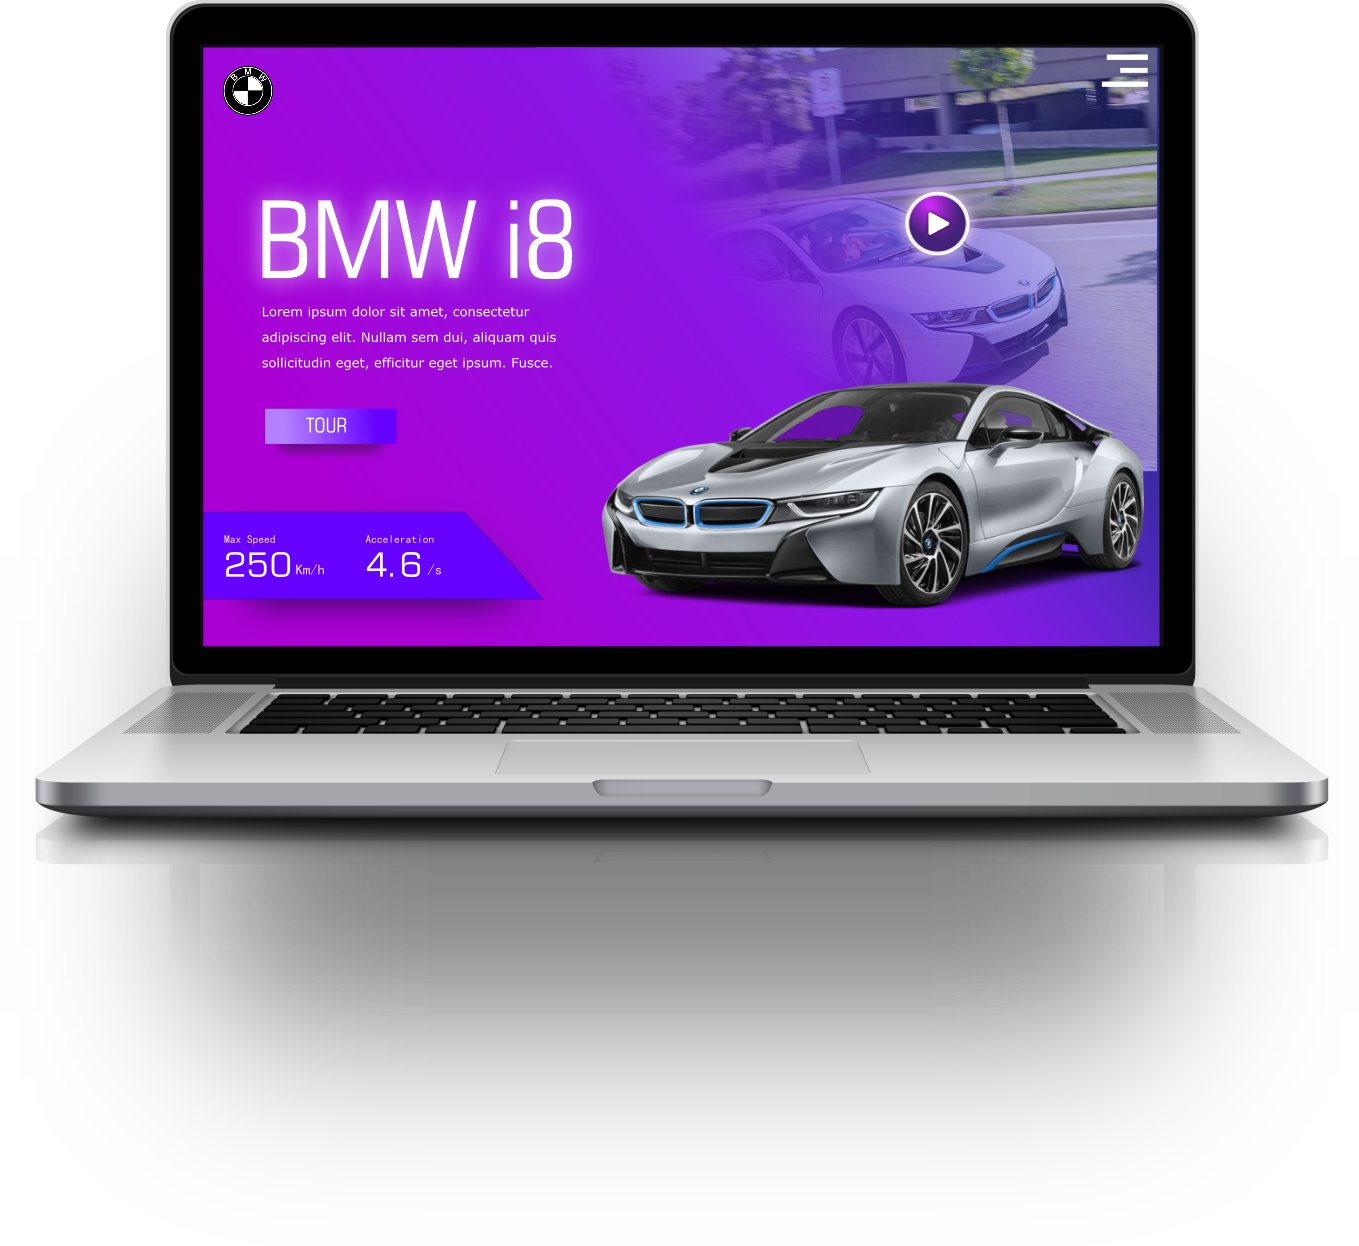 BMW
BMW i8
Lorem ipsum dolor sit amet, consectetur
adipiscing elit. Nullam sem dui, aliquam quis
sollicitudin eget, efficitur eget ipsum. Fusce.
TOUR
Max Speed
250 Km/h
Acceleration
4.6 /s